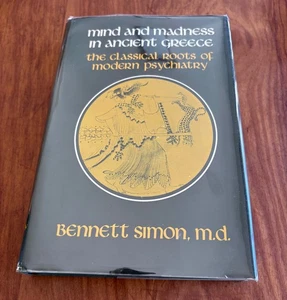 mind and madness
in ancient greece
the classical roots of
modern psychiatry
BENNETT SIMON, m.d.